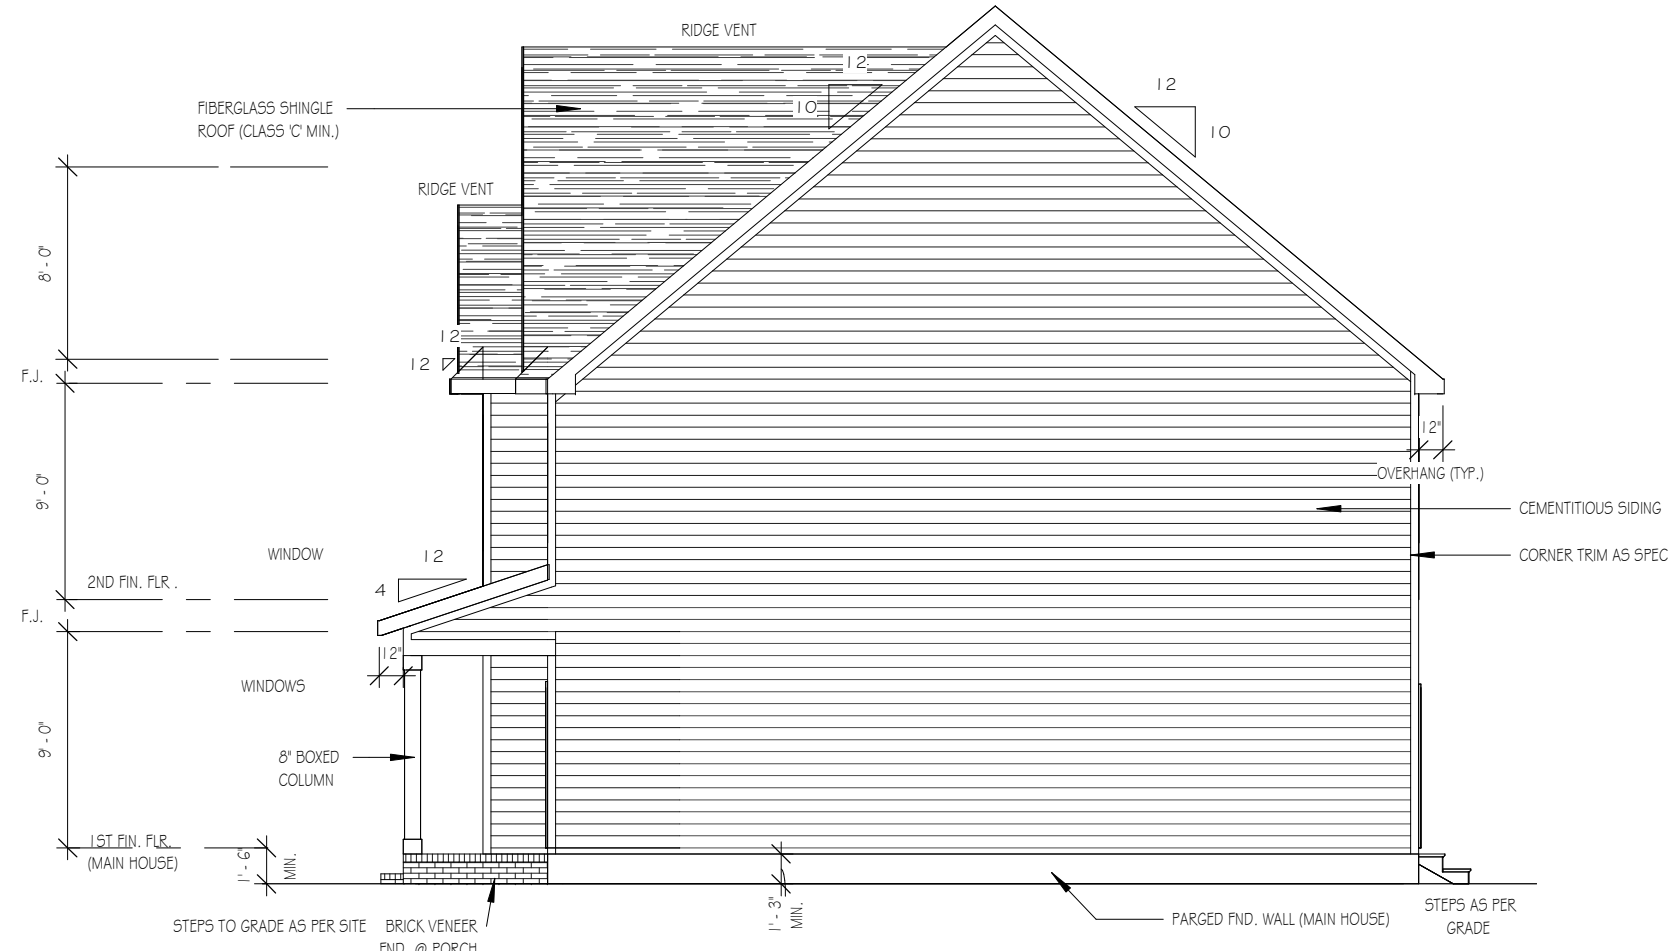 RIDGE VENT
12
10
12
10
FIBERGLASS SHINGLE
ROOF (CLASS 'C' MIN.)
RIDGE VENT
8' - 0"
12
12
F.J.
12"
OVERHANG (TYP.)
9' - 0"
CEMENTITIOUS SIDING
WINDOW
12
CORNER TRIM AS SPEC
2ND FIN. FLR .
4
F.J.
12"
WINDOWS
9' - 0"
8" BOXED
COLUMN
1ST FIN. FLR.
(MAIN HOUSE)
1' - 6"
MIN.
1' - 3"
MIN.
STEPS TO GRADE AS PER SITE
BRICK VENEER
FND. @ PORCH
PARGED FND. WALL (MAIN HOUSE)
STEPS AS PER
GRADE